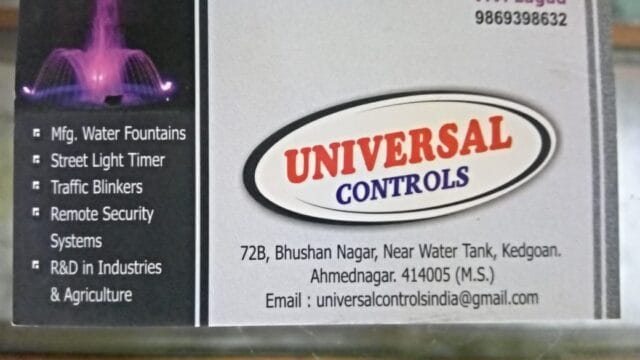 9869398632
Mfg. Water Fountains
Street Light Timer
Traffic Blinkers
Remote Security
Systems
R&D in Industries
& Agriculture
UNIVERSAL
CONTROLS
72B, Bhushan Nagar, Near Water Tank, Kedgoan.
Ahmednagar. 414005 (M.S.)
Email : universalcontrolsindia@gmail.com